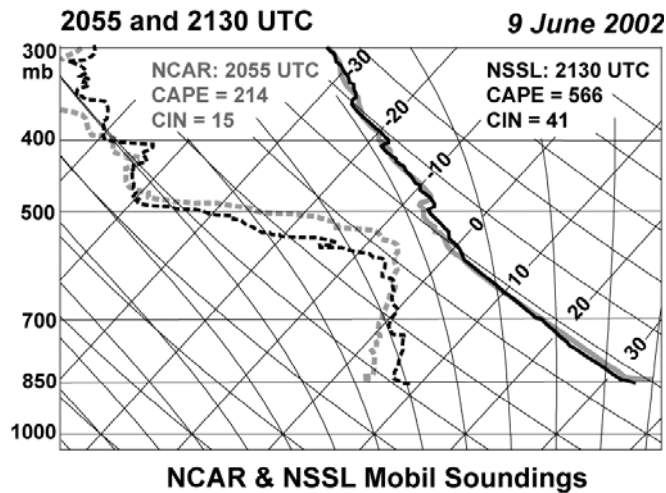 2055 and 2130 UTC 9 June 2002
300
mb
NCAR: 2055 UTC
CAPE = 214
CIN = 15
NSSL: 2130 UTC
CAPE = 566
CIN = 41
-30
-20
400
-10
500
0
10
700
20
30
850
1000
NCAR & NSSL Mobil Soundings